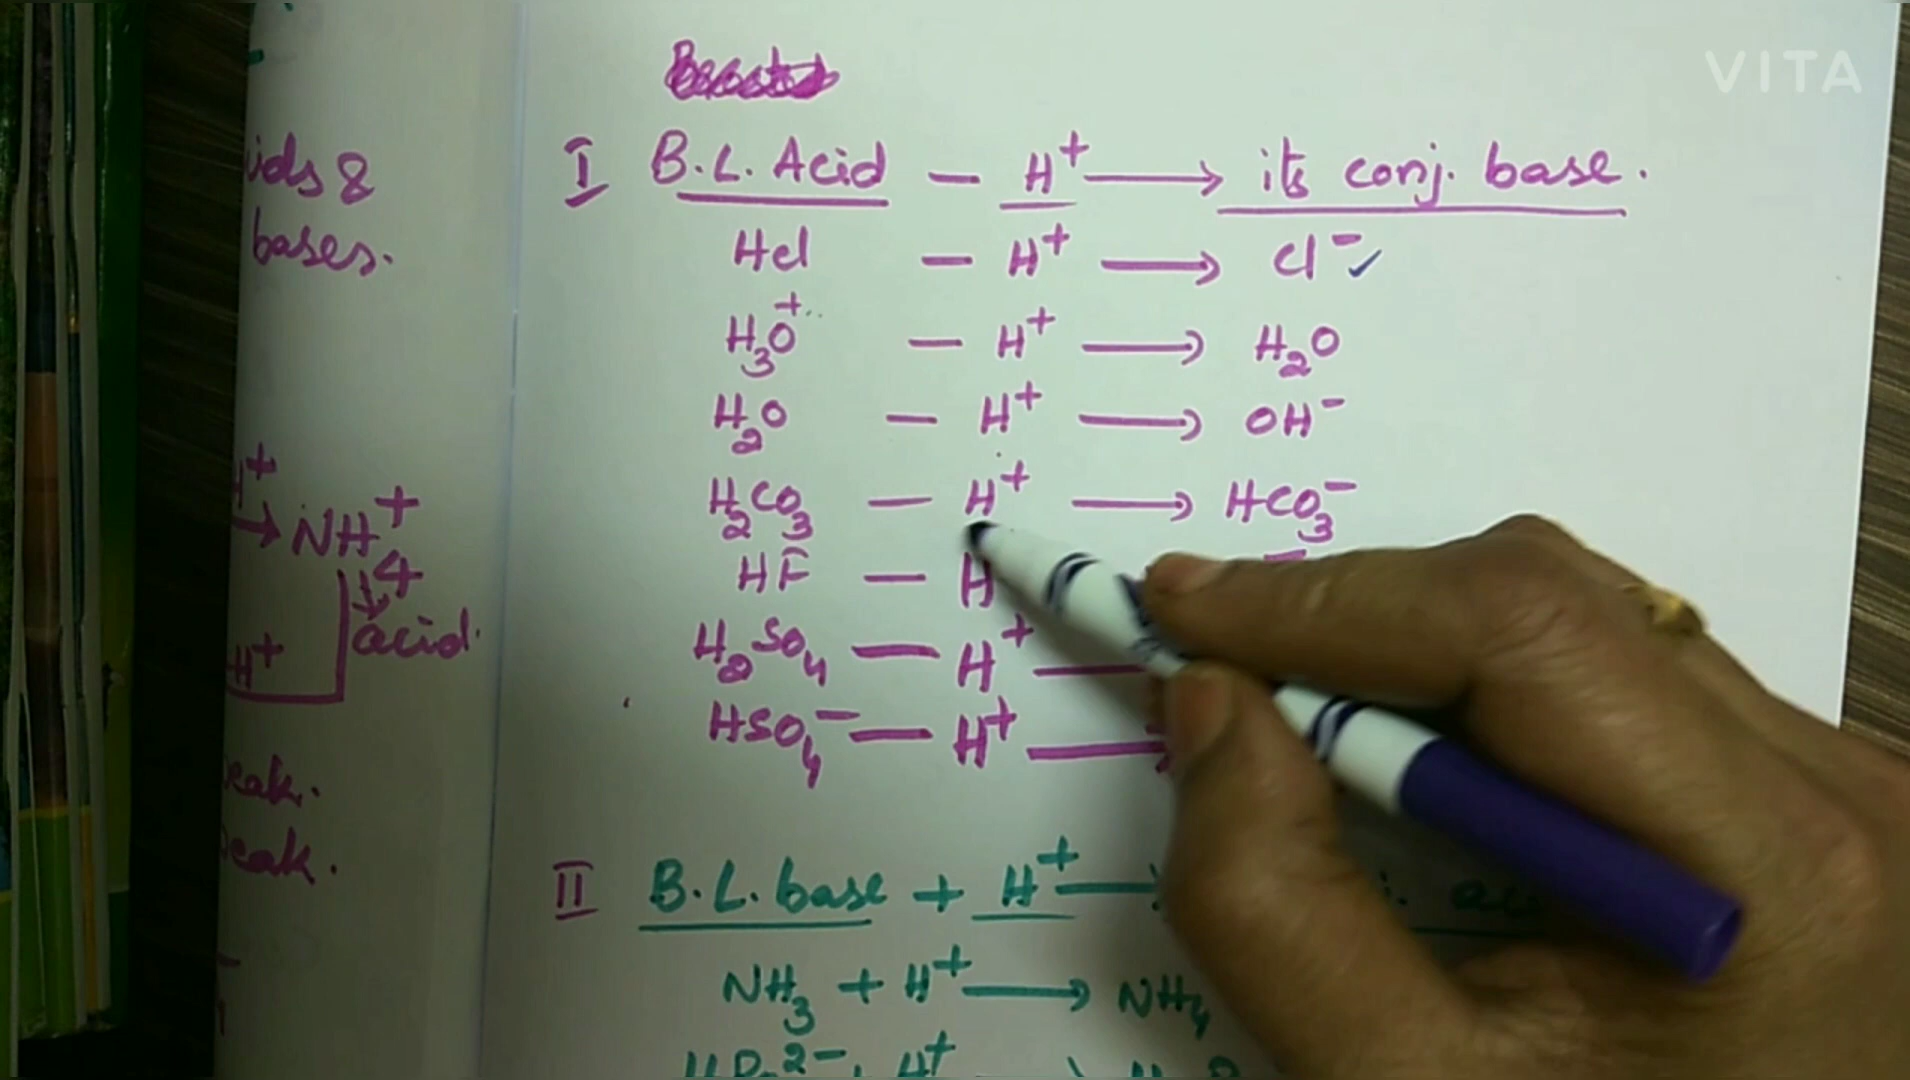 VITA
I B.L. Acid - H⁺ → its conj. base.
HCl - H⁺ → Cl⁻ ✓
H₃O⁺ - H⁺ → H₂O
H₂O - H⁺ → OH⁻
H₂CO₃ - H⁺ → HCO₃⁻
HF - H
H₂SO₄ - H⁺
HSO₄⁻ - H⁺
II B.L. base + H⁺ →
NH₃ + H⁺ → NH₄
bases.
H⁺
→ NH₄⁺
↓
acid.
H⁺